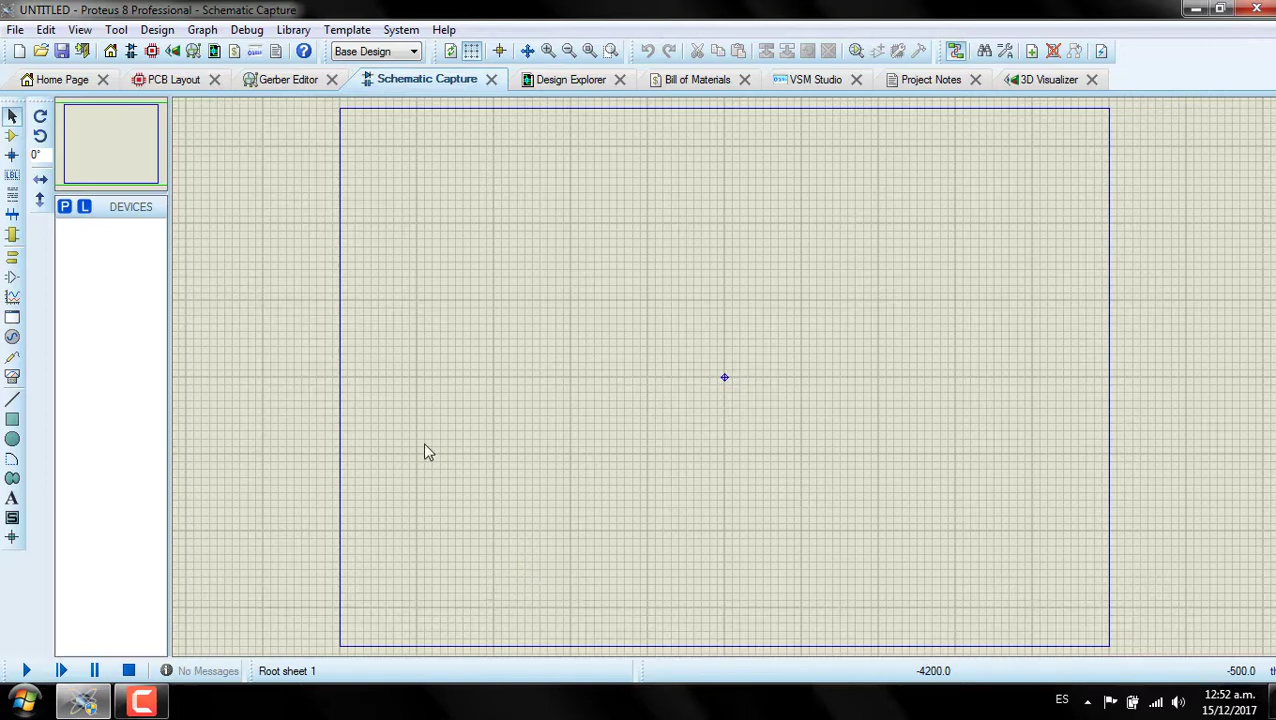 UNTITLED - Proteus 8 Professional - Schematic Capture
File Edit View Tool Design Graph Debug Library Template System Help
Base Design
Home Page PCB Layout Gerber Editor Schematic Capture Design Explorer Bill of Materials VSM Studio Project Notes 3D Visualizer
0°
LBL
P L DEVICES
A
S
No Messages Root sheet 1 -4200.0 -500.0 th
ES 12:52 a.m.
15/12/2017